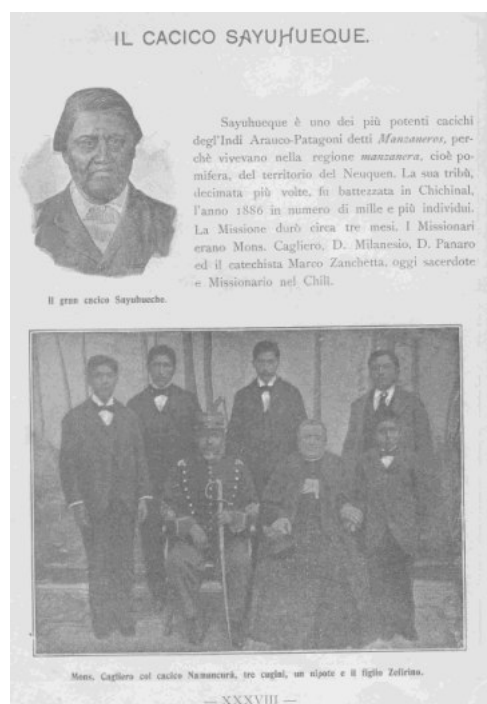 IL CACICO SAYUHUEQUE.
Sayuhueque è uno dei più potenti cacichi
degl'Indi Arauco-Patagoni detti Manzaneros, per-
chè vivevano nella regione manzanera, cioè po-
mifera, del territorio del Neuquen. La sua tribù,
decimata più volte, fu battezzata in Chichinal,
l'anno 1886 in numero di mille e più individui.
La Missione durò circa tre mesi. I Missionari
erano Mons. Cagliero, D. Milanesio, D. Panaro
ed il catechista Marco Zanchetta, oggi sacerdote
e Missionario nel Chilì.
Il gran cacico Sayuhueche.
Mons. Cagliero col cacico Namuncurà, tre cugini, un nipote e il figlio Zefirino.
— XXXVIII —